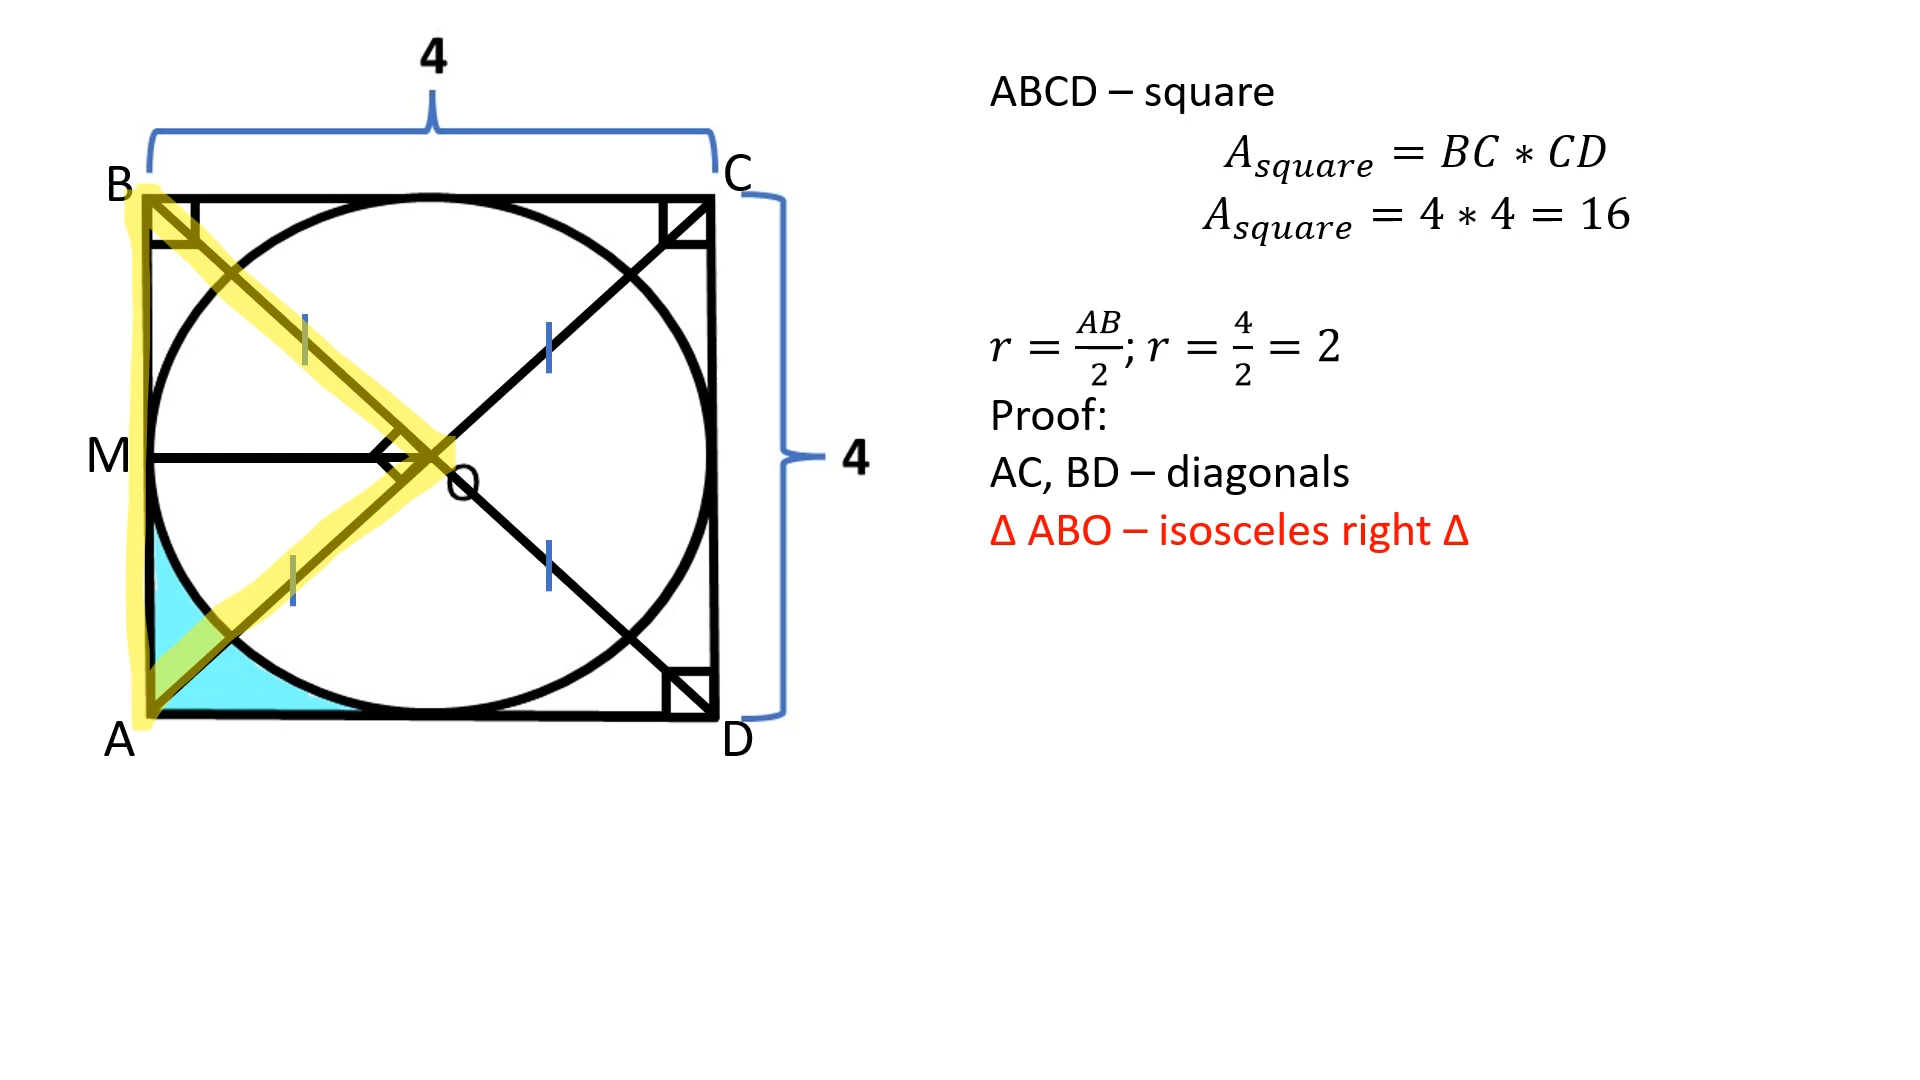 4
B
C
M
O
4
A
D
ABCD – square
A_square = BC ∗ CD
A_square = 4 ∗ 4 = 16
r = AB/2; r = 4/2 = 2
Proof:
AC, BD – diagonals
Δ ABO – isosceles right Δ